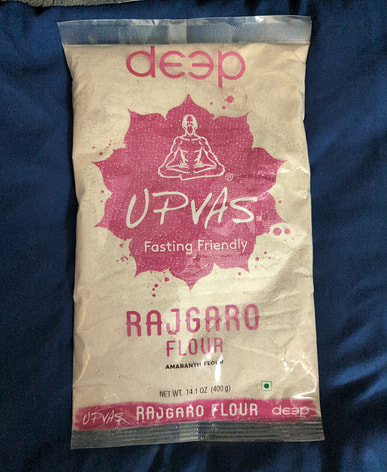 deep
UPVAS®
Fasting Friendly
RAJGARO
FLOUR
AMARANTH FLOUR
NET WT. 14.1 OZ (400 g)
UPVAS RAJGARO FLOUR deep